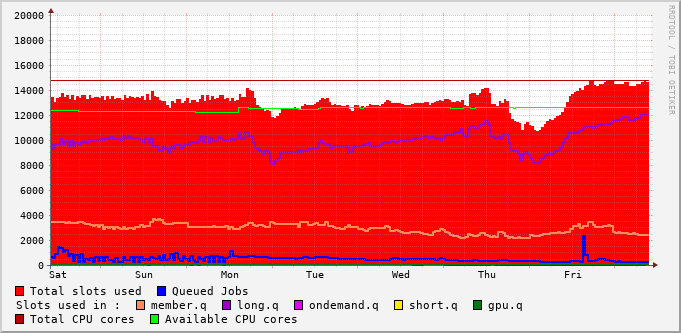 20000
18000
16000
14000
12000
10000
8000
6000
4000
2000
0
Sat Sun Mon Tue Wed Thu Fri
RRDTOOL / TOBI OETIKER
Total slots used Queued Jobs
Slots used in : member.q long.q ondemand.q short.q gpu.q
Total CPU cores Available CPU cores